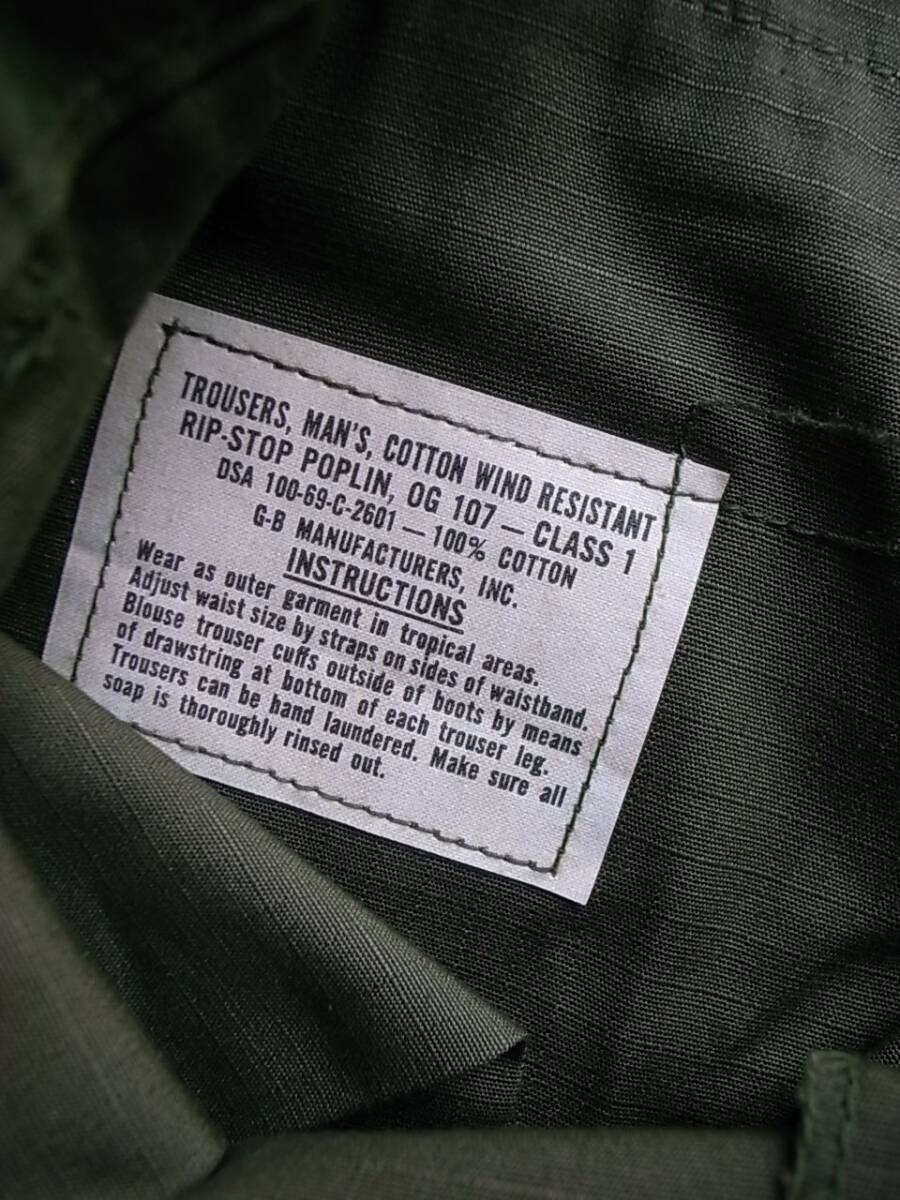 TROUSERS, MAN'S, COTTON WIND RESISTANT
RIP-STOP POPLIN, OG 107 — CLASS 1
DSA 100-69-C-2601 — 100% COTTON
G-B MANUFACTURERS, INC.
INSTRUCTIONS
Wear as outer garment in tropical areas.
Adjust waist size by straps on sides of waistband.
Blouse trouser cuffs outside of boots by means
of drawstring at bottom of each trouser leg.
Trousers can be hand laundered. Make sure all
soap is thoroughly rinsed out.